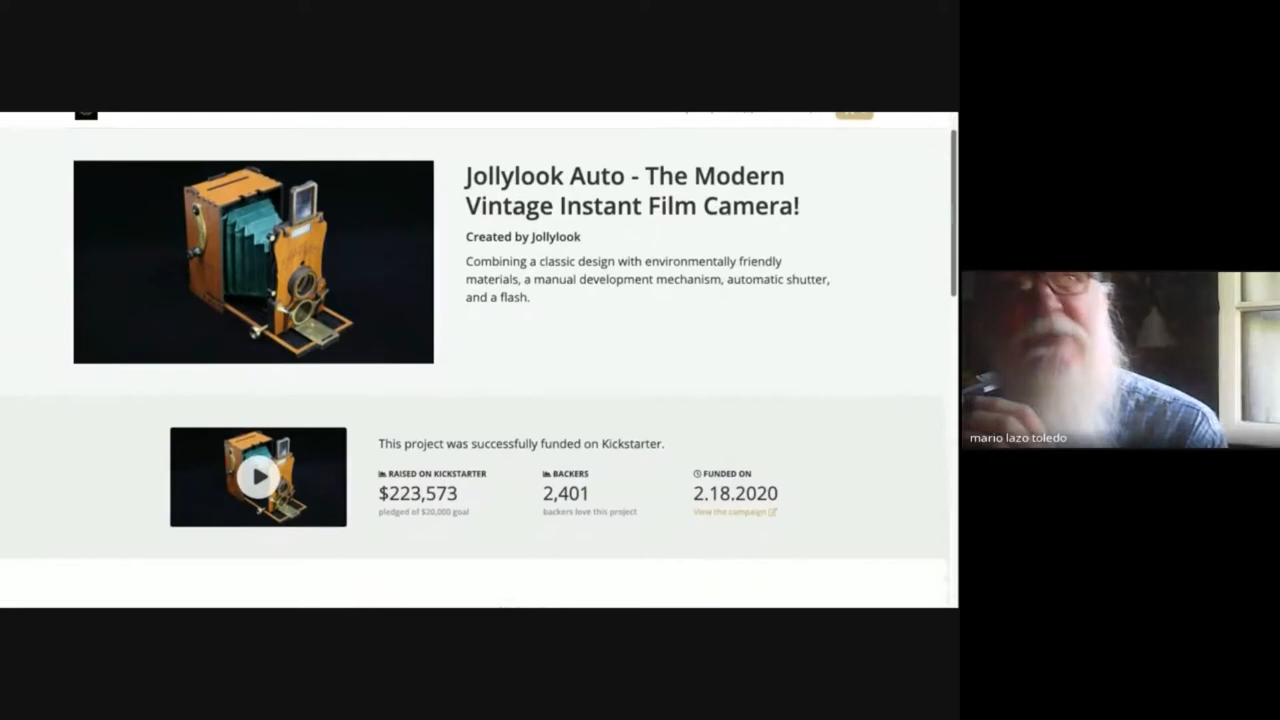 Jollylook Auto - The Modern
Vintage Instant Film Camera!
Created by Jollylook
Combining a classic design with environmentally friendly
materials, a manual development mechanism, automatic shutter,
and a flash.
This project was successfully funded on Kickstarter.
RAISED ON KICKSTARTER
$223,573
pledged of $20,000 goal
BACKERS
2,401
backers love this project
FUNDED ON
2.18.2020
View the campaign
mario lazo toledo